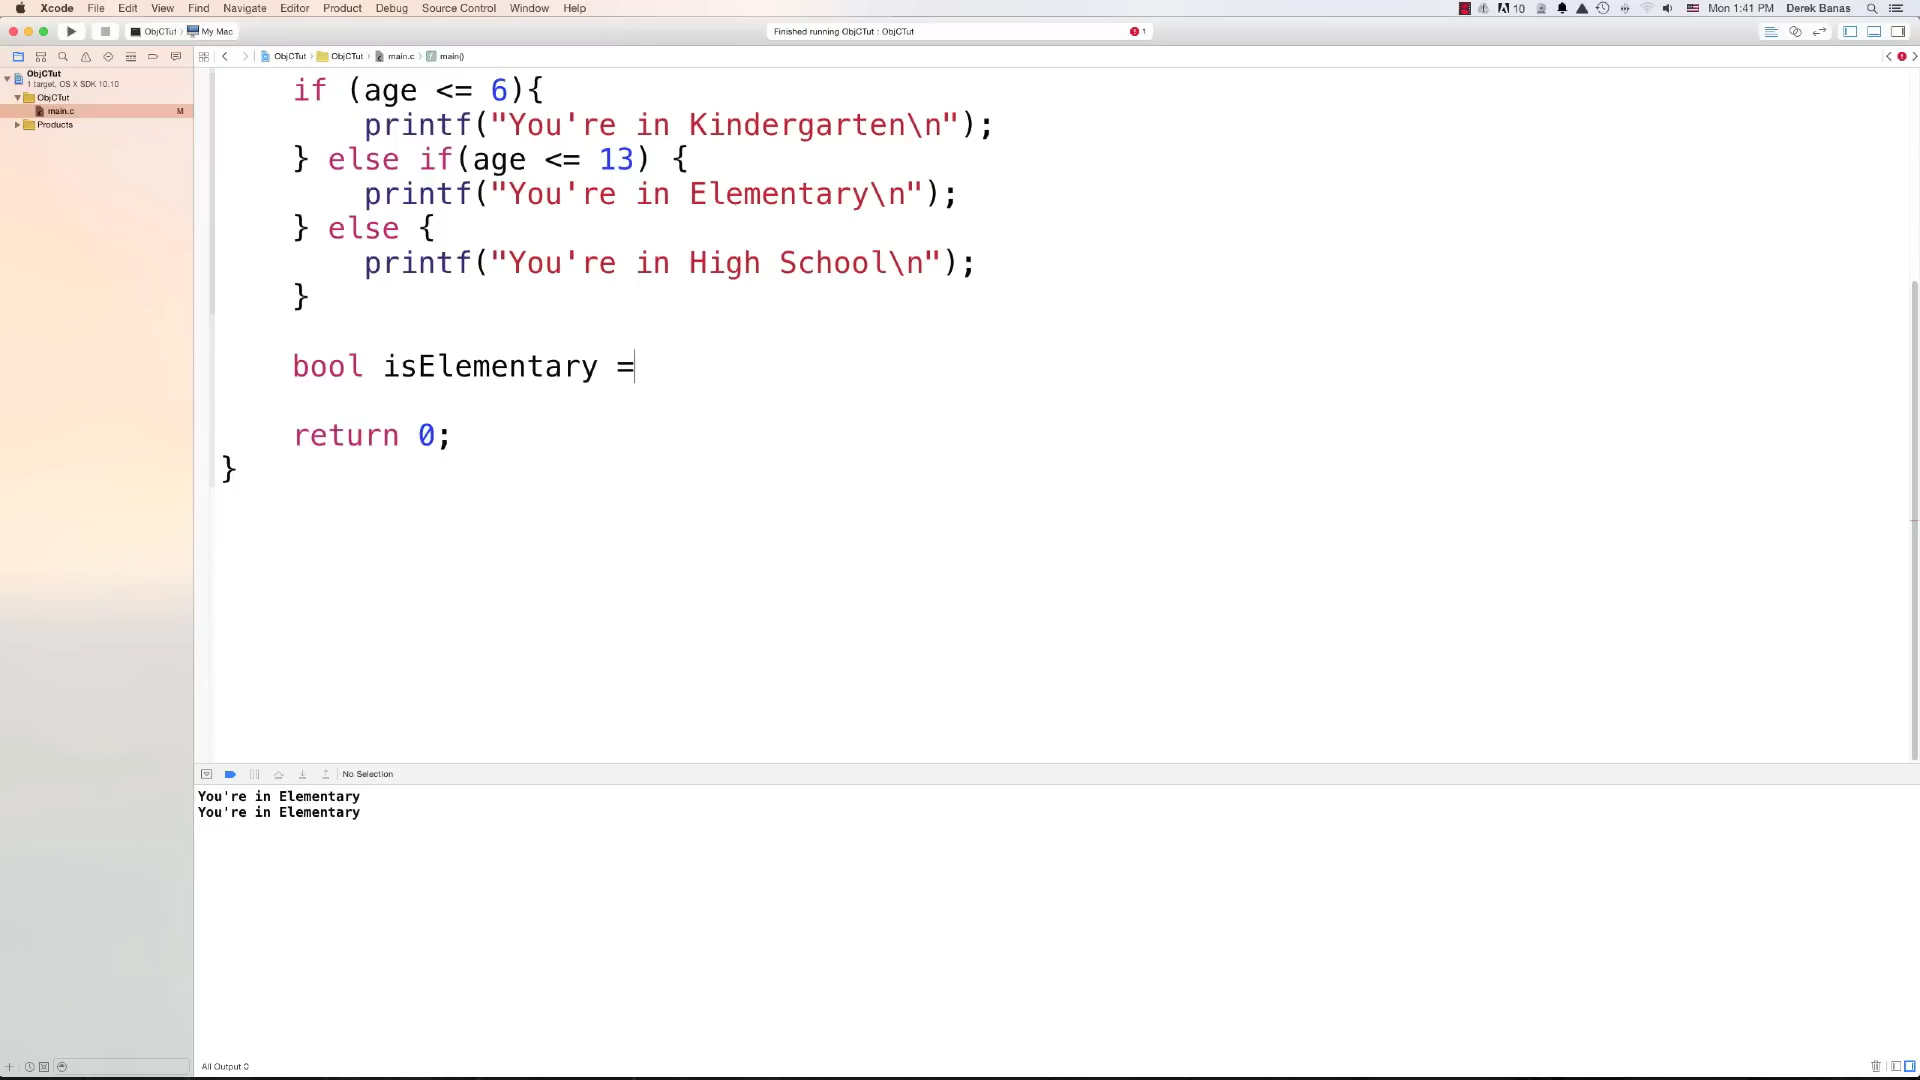 Xcode File Edit View Find Navigate Editor Product Debug Source Control Window Help 10 Mon 1:41 PM Derek Banas
ObjCTut My Mac Finished running ObjCTut : ObjCTut 1
ObjCTut ObjCTut main.c main()
ObjCTut
1 target, OS X SDK 10.10
ObjCTut
main.c M
Products
if (age <= 6){
printf("You're in Kindergarten\n");
} else if(age <= 13) {
printf("You're in Elementary\n");
} else {
printf("You're in High School\n");
}
bool isElementary =
return 0;
}
No Selection
You're in Elementary
You're in Elementary
All Output